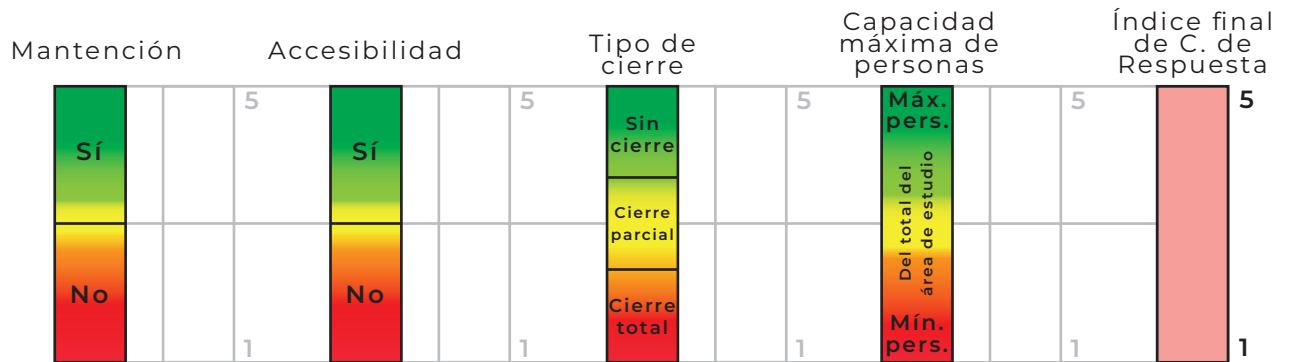 Mantención
Accesibilidad
Tipo de
cierre
Capacidad
máxima de
personas
Índice final
de C. de
Respuesta
Sí
No
5
1
Sí
No
5
1
Sin
cierre
Cierre
parcial
Cierre
total
5
1
Máx.
pers.
Del total del
área de estudio
Mín.
pers.
5
1
5
1